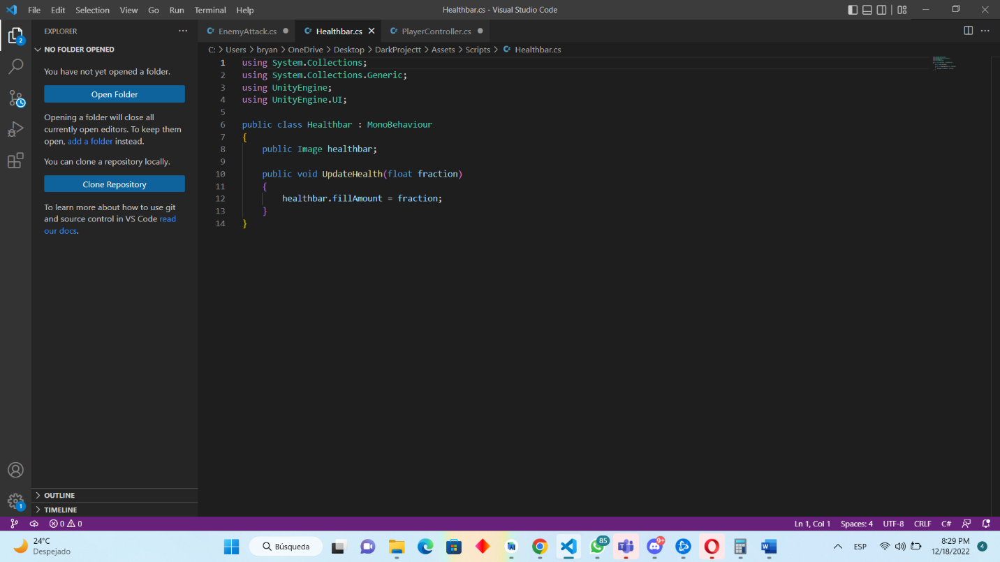 File Edit Selection View Go Run Terminal Help
Healthbar.cs - Visual Studio Code
EXPLORER
NO FOLDER OPENED
You have not yet opened a folder.
Open Folder
Opening a folder will close all
currently open editors. To keep them
open, add a folder instead.
You can clone a repository locally.
Clone Repository
To learn more about how to use git
and source control in VS Code read
our docs.
OUTLINE
TIMELINE
2
1
EnemyAttack.cs
Healthbar.cs
PlayerController.cs
C: > Users > bryan > OneDrive > Desktop > DarkProjectt > Assets > Scripts > Healthbar.cs
1 using System.Collections;
2 using System.Collections.Generic;
3 using UnityEngine;
4 using UnityEngine.UI;
5
6 public class Healthbar : MonoBehaviour
7 {
8 public Image healthbar;
9
10 public void UpdateHealth(float fraction)
11 {
12 healthbar.fillAmount = fraction;
13 }
14 }
0 0
Ln 1, Col 1 Spaces: 4 UTF-8 CRLF C#
24°C
Despejado
Búsqueda
85
9+
ESP
8:29 PM
12/18/2022
4